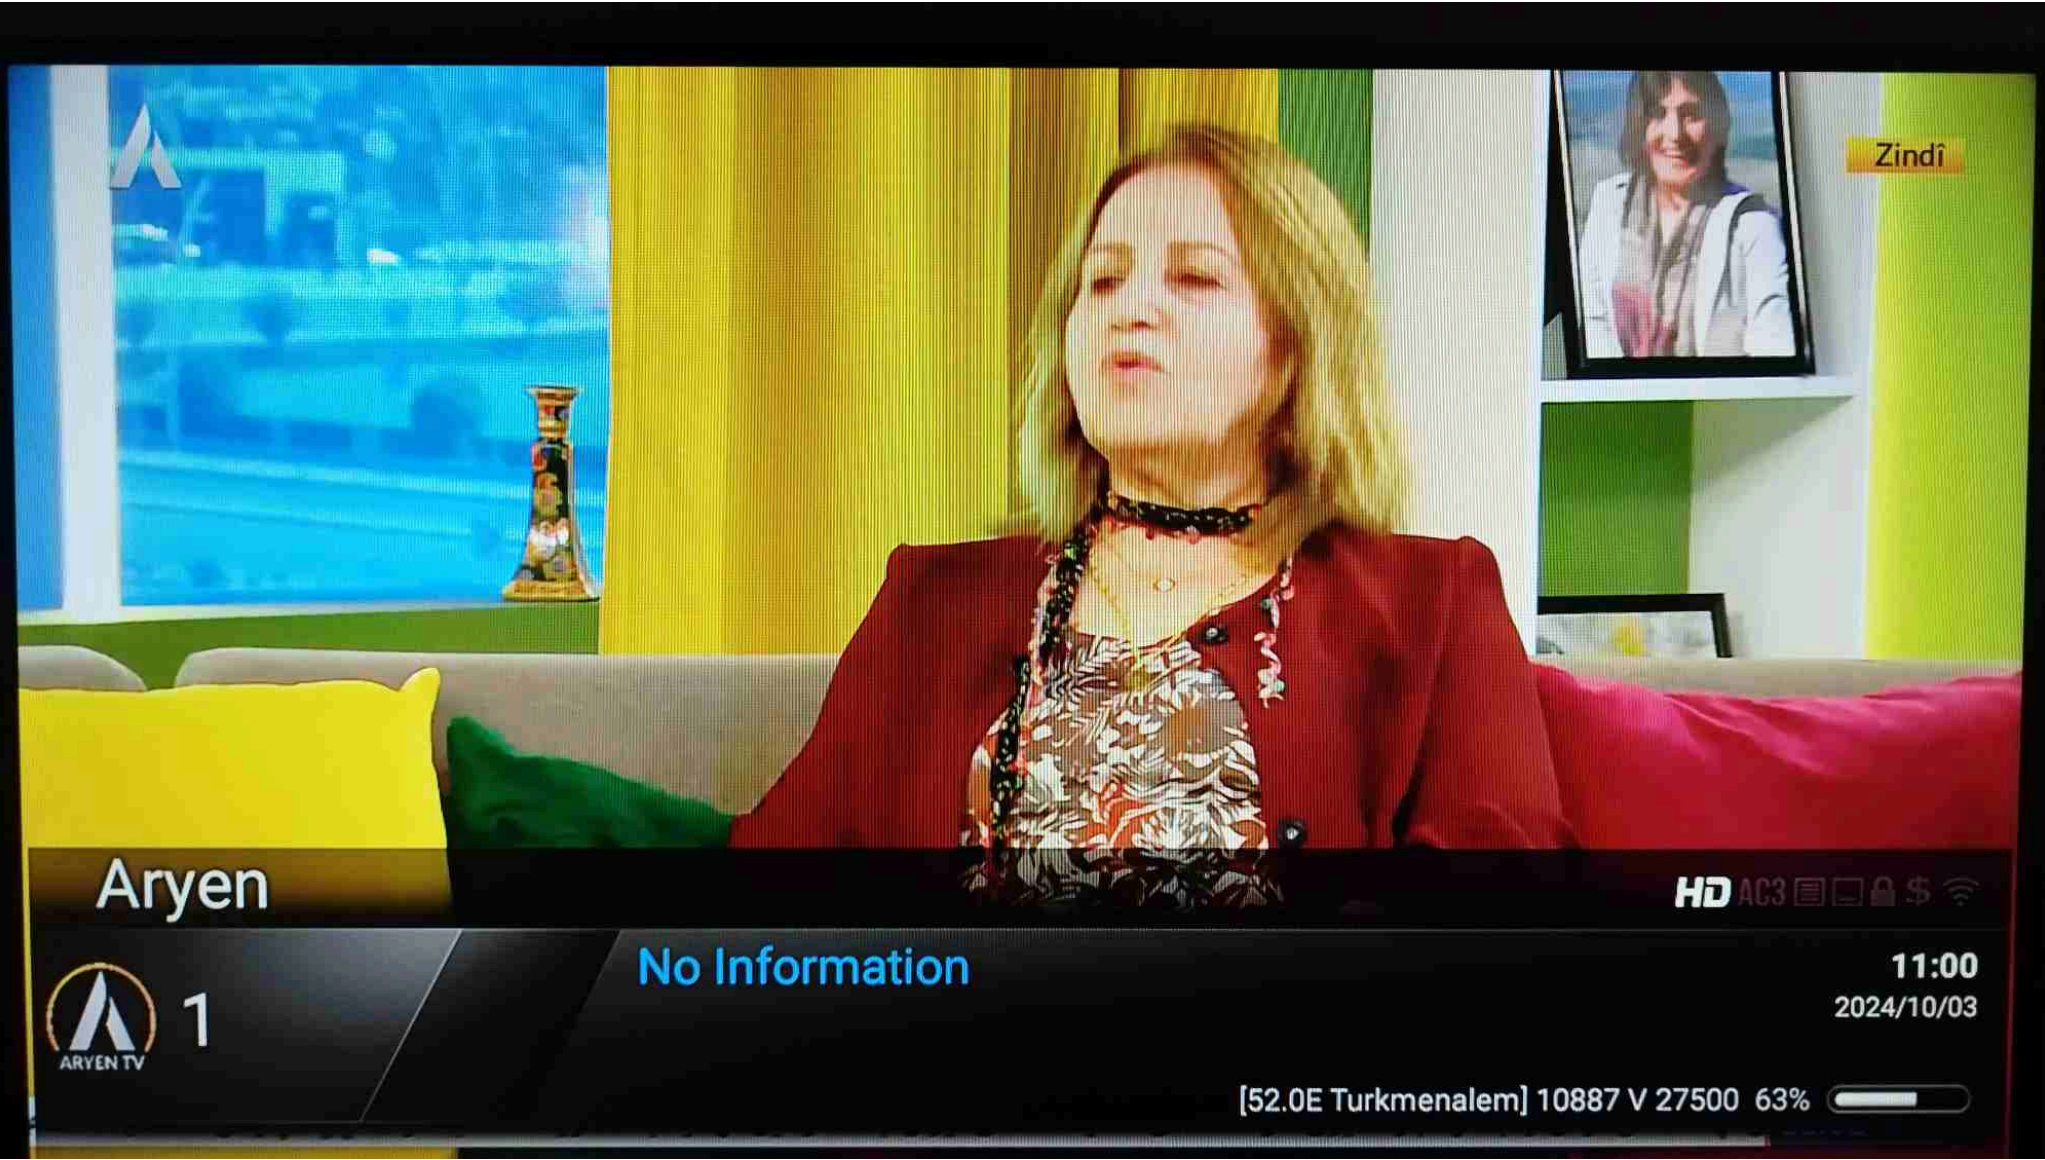 Zindî
Aryen
HD AC3 $
ARYEN TV
1
No Information
11:00
2024/10/03
[52.0E Turkmenalem] 10887 V 27500 63%